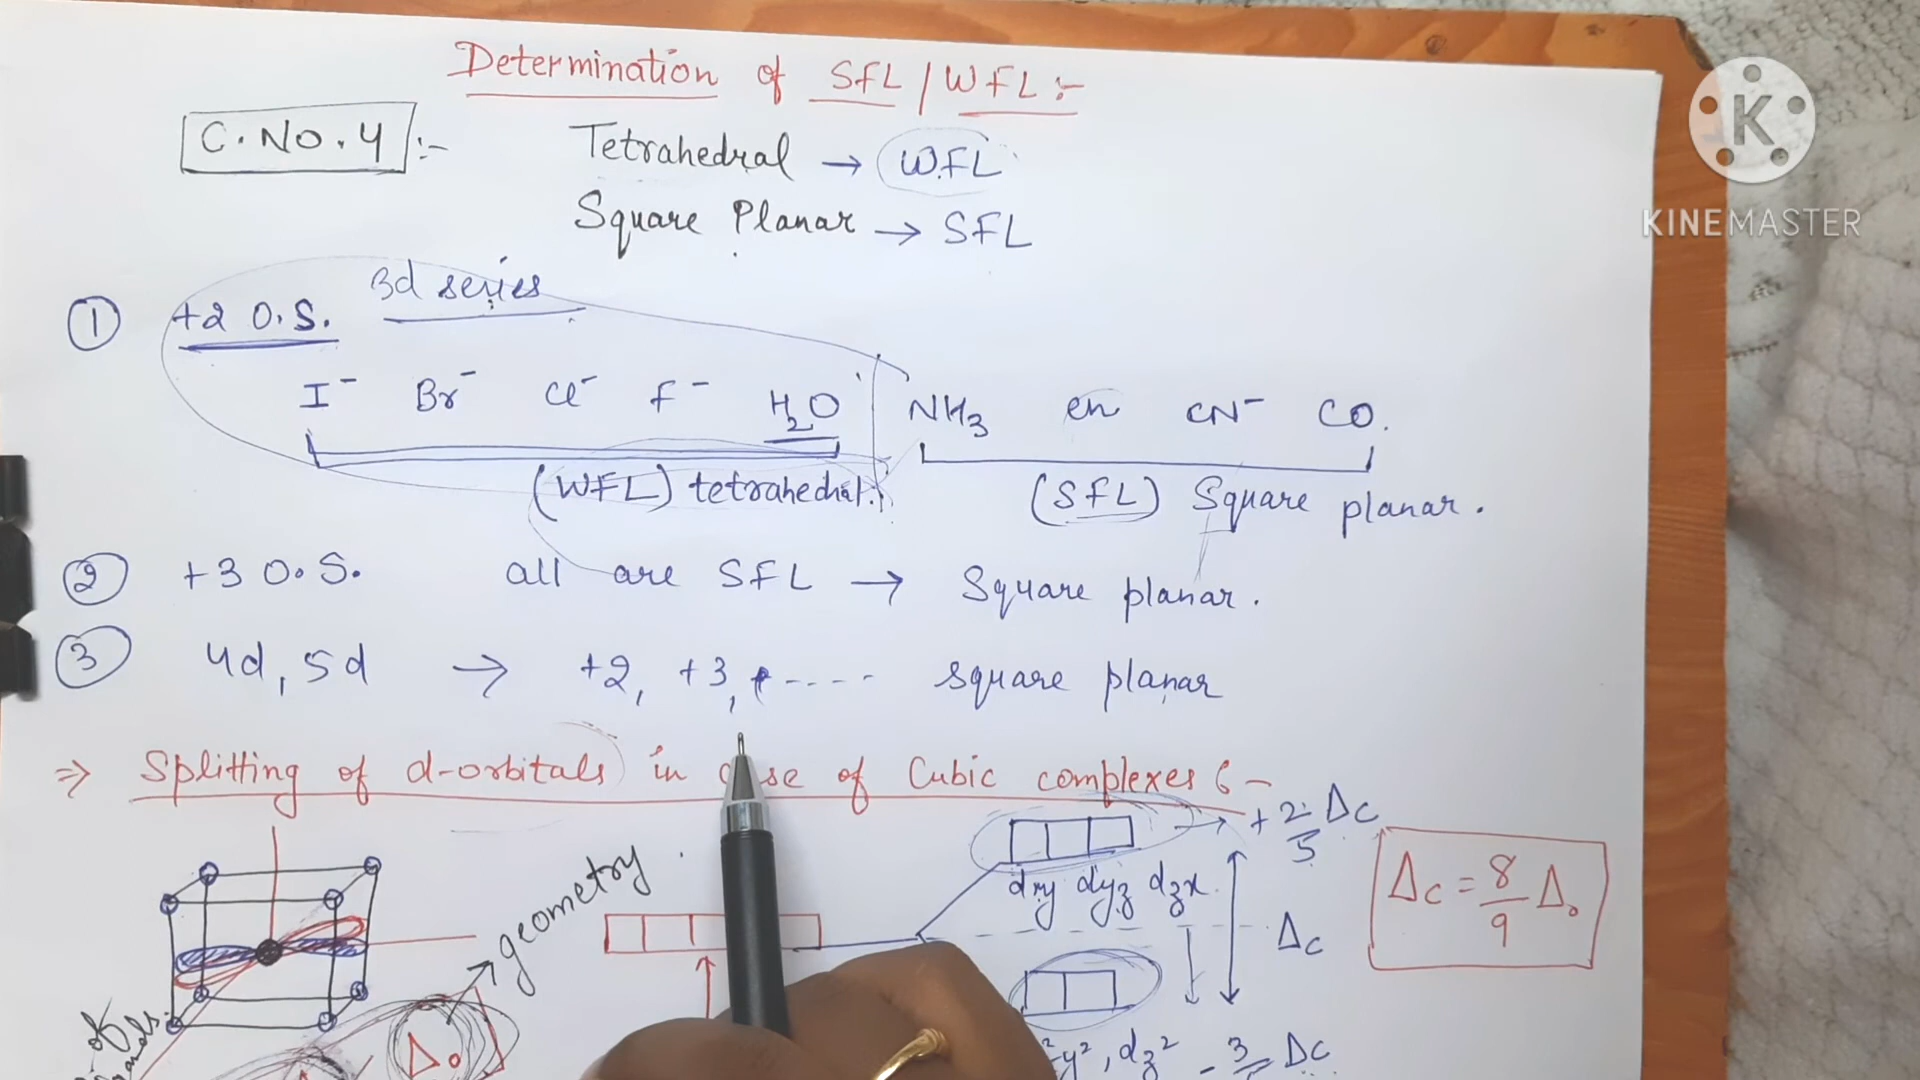 Determination of SFL / WFL :-
C.No.4 :- Tetrahedral → WFL
Square Planar → SFL
① +2 O.S. 3d series
I⁻ Br⁻ Cl⁻ F⁻ H₂O NH₃ en CN⁻ CO.
(WFL) tetrahedral. (SFL) Square planar.
② +3 O.S. all are SFL → Square planar.
③ 4d, 5d → +2, +3, ---- square planar
⇒ Splitting of d-orbitals in case of Cubic complexes :-
+2/5 Δc
dxy dyz dzx
Δc
Δc = 8/9 Δo
geometry
of
Δo
y², dz² -3/5 Δc
K
KINEMASTER